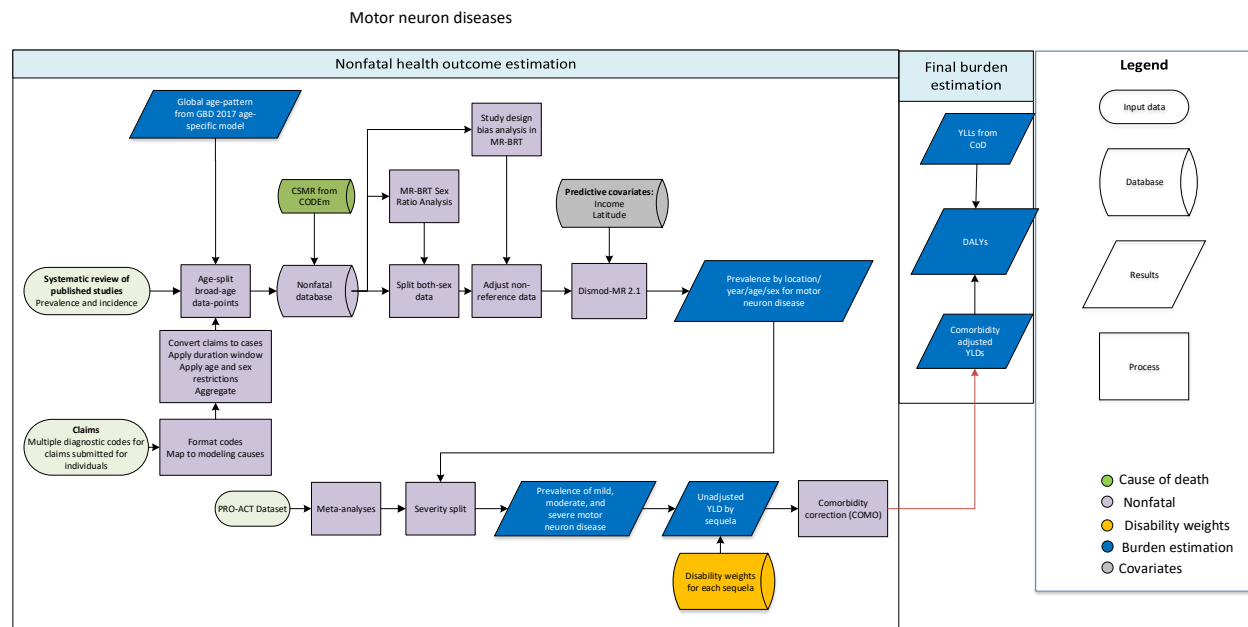 Motor neuron diseases
Nonfatal health outcome estimation
Final burden
estimation
Legend
Global age-pattern
from GBD 2017 age-
specific model
Study design
bias analysis in
MR-BRT
CSMR from
CODEm
MR-BRT Sex
Ratio Analysis
Predictive covariates:
Income
Latitude
Systematic review of
published studies
Prevalence and incidence
Age-split
broad-age
data-points
Nonfatal
database
Split both-sex
data
Adjust non-
reference data
Dismod-MR 2.1
Prevalence by location/
year/age/sex for motor
neuron disease
Convert claims to cases
Apply duration window
Apply age and sex
restrictions
Aggregate
Claims
Multiple diagnostic codes for
claims submitted for
individuals
Format codes
Map to modeling causes
PRO-ACT Dataset
Meta-analyses
Severity split
Prevalence of mild,
moderate, and
severe motor
neuron disease
Unadjusted
YLD by
sequela
Comorbidity
correction (COMO)
Disability weights
for each sequela
YLLs from
CoD
DALYs
Comorbidity
adjusted
YLDs
Input data
Database
Results
Process
Cause of death
Nonfatal
Disability weights
Burden estimation
Covariates